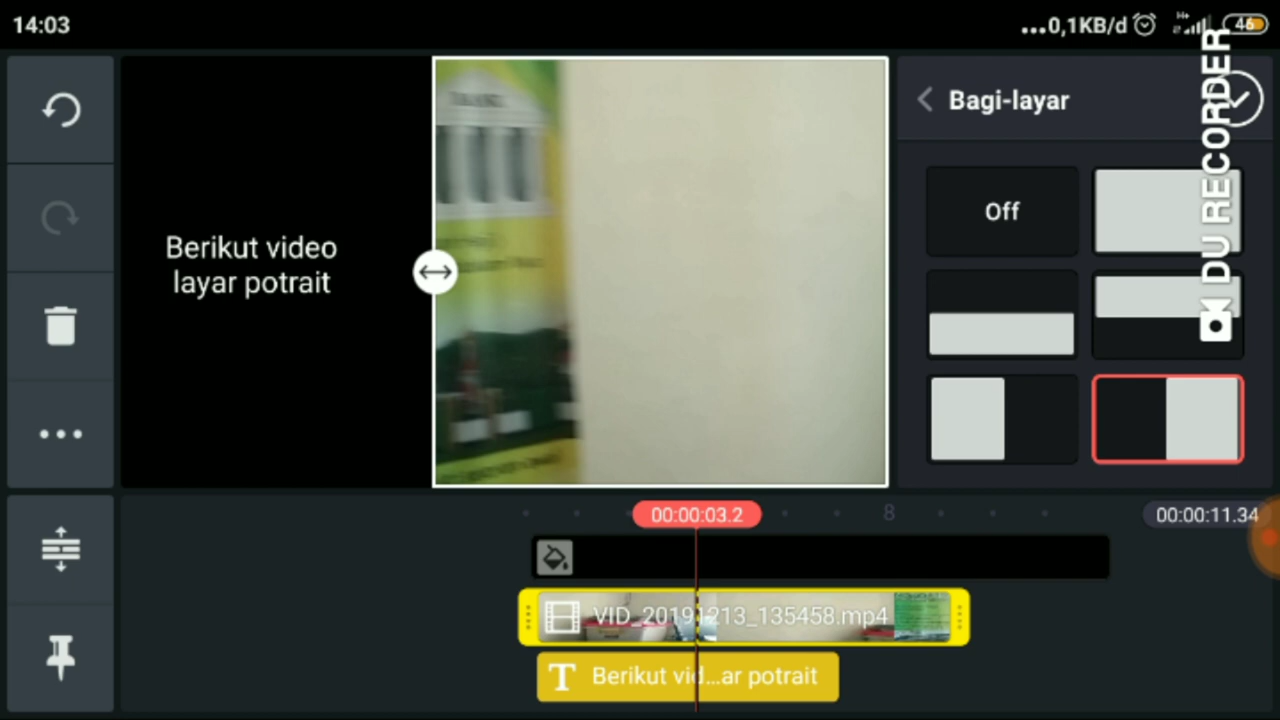 14:03
...0,1KB/d
46
Bagi-layar
DU RECORDER
Off
Berikut video
layar potrait
00:00:03.2
8
00:00:11.34
VID_20191213_135458.mp4
T Berikut vid...ar potrait